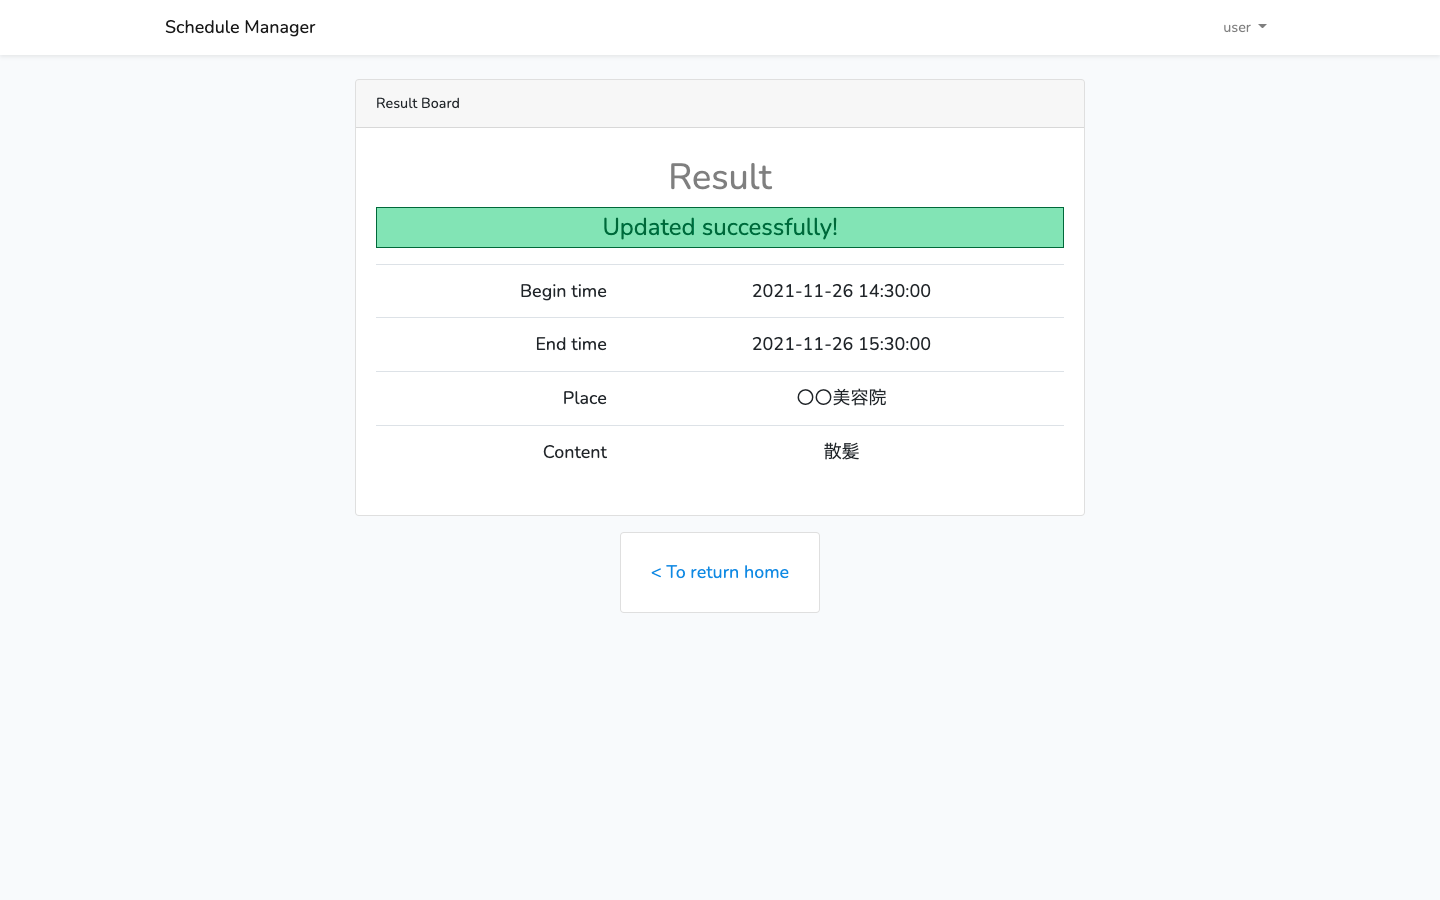 Schedule Manager
user
Result Board
Result
Updated successfully!
Begin time 2021-11-26 14:30:00
End time 2021-11-26 15:30:00
Place 〇〇美容院
Content 散髪
< To return home